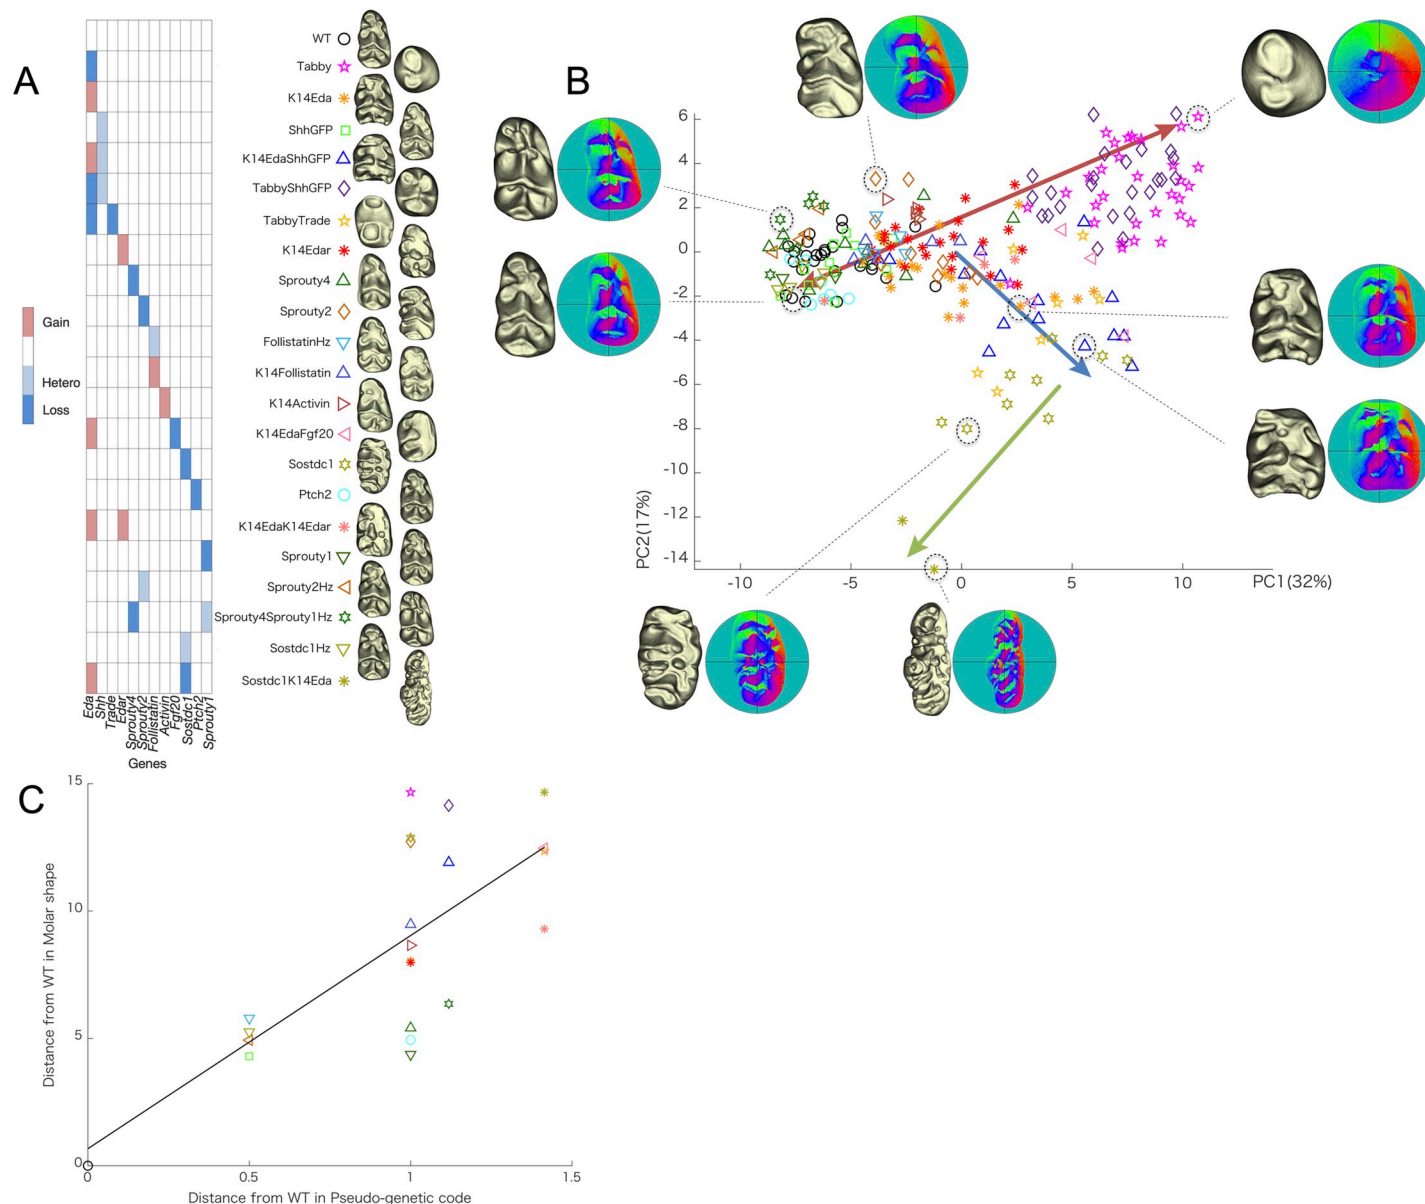 A
Gain
Hetero
Loss
WT
Tabby
K14Eda
ShhGFP
K14EdaShhGFP
TabbyShhGFP
TabbyTrade
K14Edar
Sprouty4
Sprouty2
FollistatinHz
K14Follistatin
K14Activin
K14EdaFgf20
Sostdc1
Ptch2
K14EdaK14Edar
Sprouty1
Sprouty2Hz
Sprouty4Sprouty1Hz
Sostdc1Hz
Sostdc1K14Eda
Eda
Shh
Trade
Edar
Sprouty4
Sprouty2
Follistatin
Activin
Fgf20
Sostdc1
Ptch2
Sprouty1
Genes
B
6
4
2
0
-2
-4
-6
-8
-10
-12
-14
PC2(17%)
-10
-5
0
5
10
PC1(32%)
C
15
10
5
0
Distance from WT in Molar shape
0
0.5
1
1.5
Distance from WT in Pseudo-genetic code